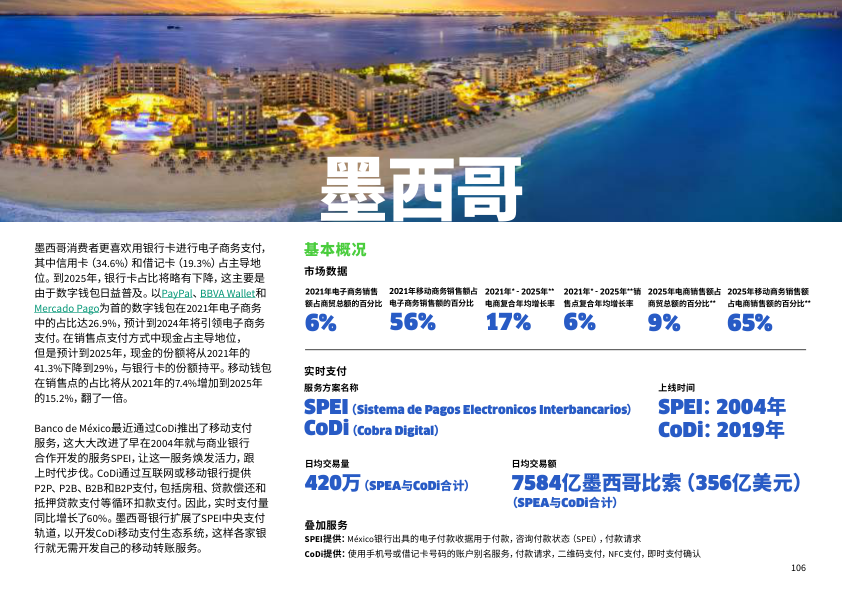 墨西哥
墨西哥消费者更喜欢用银行卡进行电子商务支付，
其中信用卡（34.6%）和借记卡（19.3%）占主导地
位。到2025年，银行卡占比将略有下降，这主要是
由于数字钱包日益普及。以PayPal、BBVA Wallet和
Mercado Pago为首的数字钱包在2021年电子商务
中的占比达26.9%，预计到2024年将引领电子商务
支付。在销售点支付方式中现金占主导地位，
但是预计到2025年，现金的份额将从2021年的
41.3%下降到29%，与银行卡的份额持平。移动钱包
在销售点的占比将从2021年的7.4%增加到2025年
的15.2%，翻了一倍。
Banco de México最近通过CoDi推出了移动支付
服务，这大大改进了早在2004年就与商业银行
合作开发的服务SPEI，让这一服务焕发活力，跟
上时代步伐。CoDi通过互联网或移动银行提供
P2P、P2B、B2B和B2P支付，包括房租、贷款偿还和
抵押贷款支付等循环扣款支付。因此，实时支付量
同比增长了60%。墨西哥银行扩展了SPEI中央支付
轨道，以开发CoDi移动支付生态系统，这样各家银
行就无需开发自己的移动转账服务。
基本概况
市场数据
2021年电子商务销售
额占商贸总额的百分比
6%
2021年移动商务销售额占
电子商务销售额的百分比
56%
2021年* - 2025年**
电商复合年均增长率
17%
2021年* - 2025年**销
售点复合年均增长率
6%
2025年电商销售额占
商贸总额的百分比**
9%
2025年移动商务销售额
占电商销售额的百分比**
65%
实时支付
服务方案名称
SPEI (Sistema de Pagos Electronicos Interbancarios)
CoDi (Cobra Digital)
上线时间
SPEI：2004年
CoDi：2019年
日均交易量
420万（SPEA与CoDi合计）
日均交易额
7584亿墨西哥比索（356亿美元）
（SPEA与CoDi合计）
叠加服务
SPEI提供：México银行出具的电子付款收据用于付款，咨询付款状态（SPEI），付款请求
CoDi提供：使用手机号或借记卡号码的账户别名服务，付款请求，二维码支付，NFC支付，即时支付确认
106